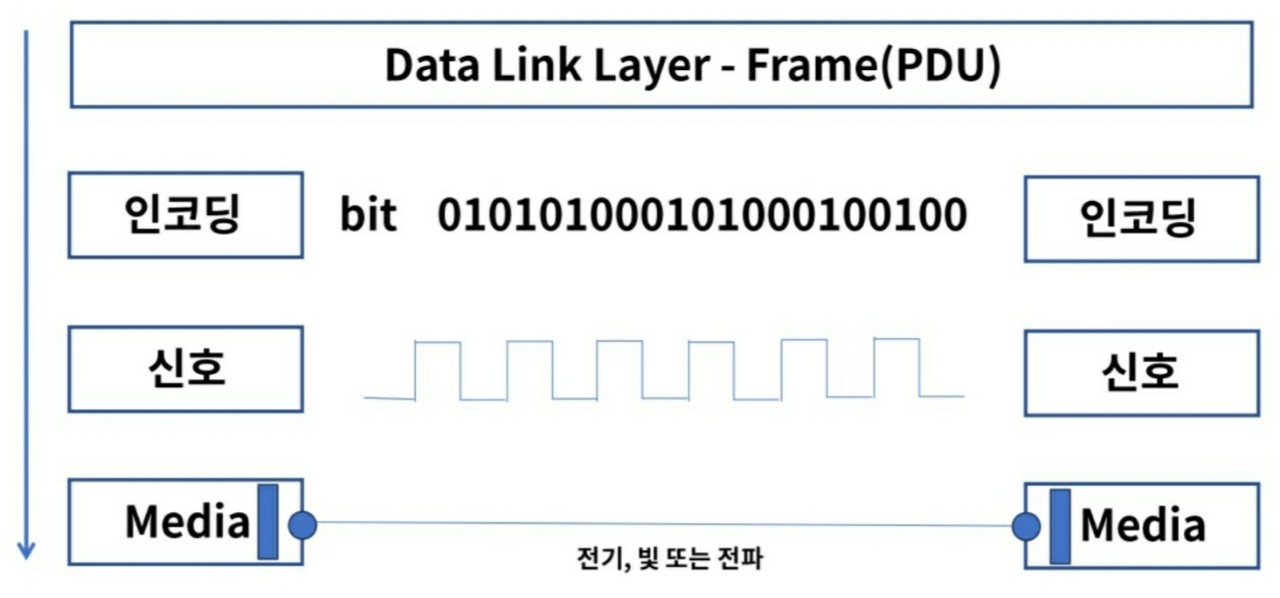 Data Link Layer - Frame(PDU)
인코딩 bit 010101000101000100100 인코딩
신호 신호
Media Media
전기, 빛 또는 전파